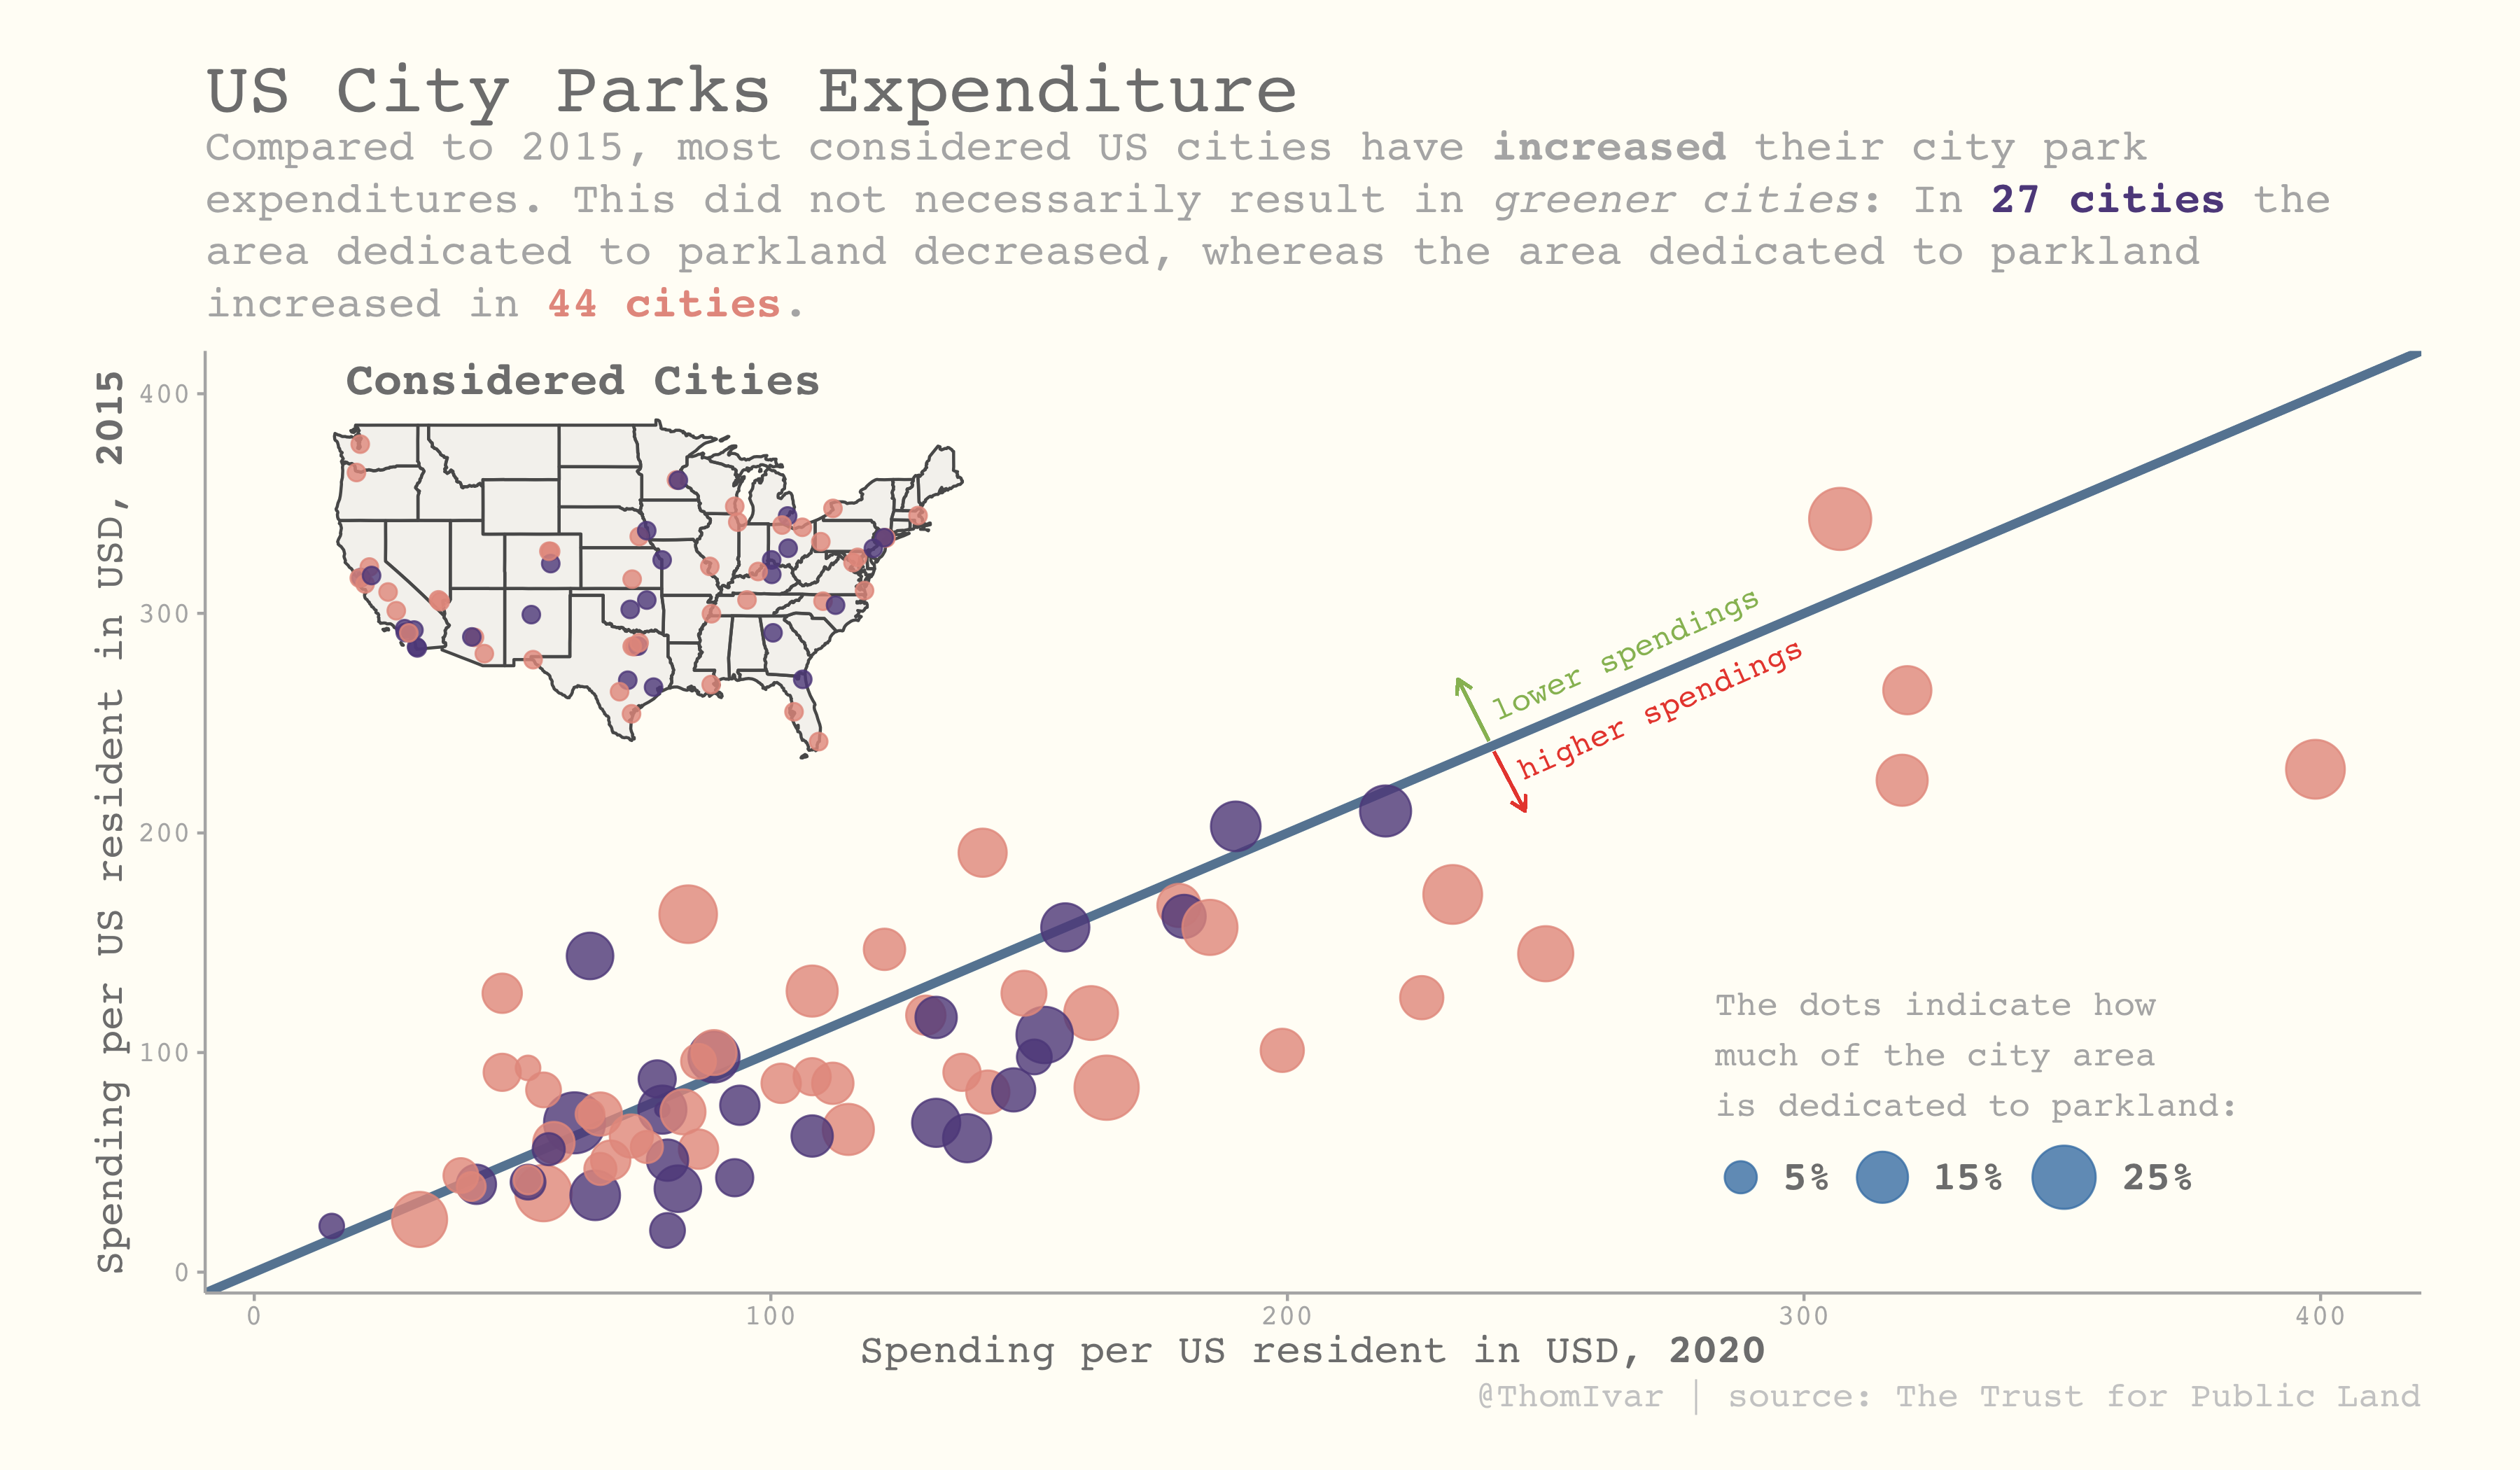 US City Parks Expenditure
Compared to 2015, most considered US cities have increased their city park
expenditures. This did not necessarily result in greener cities: In 27 cities the
area dedicated to parkland decreased, whereas the area dedicated to parkland
increased in 44 cities.
Considered Cities
Spending per US resident in USD, 2015
400
300
200
100
0
lower spendings
higher spendings
The dots indicate how
much of the city area
is dedicated to parkland:
5% 15% 25%
0 100 200 300 400
Spending per US resident in USD, 2020
@ThomIvar | source: The Trust for Public Land